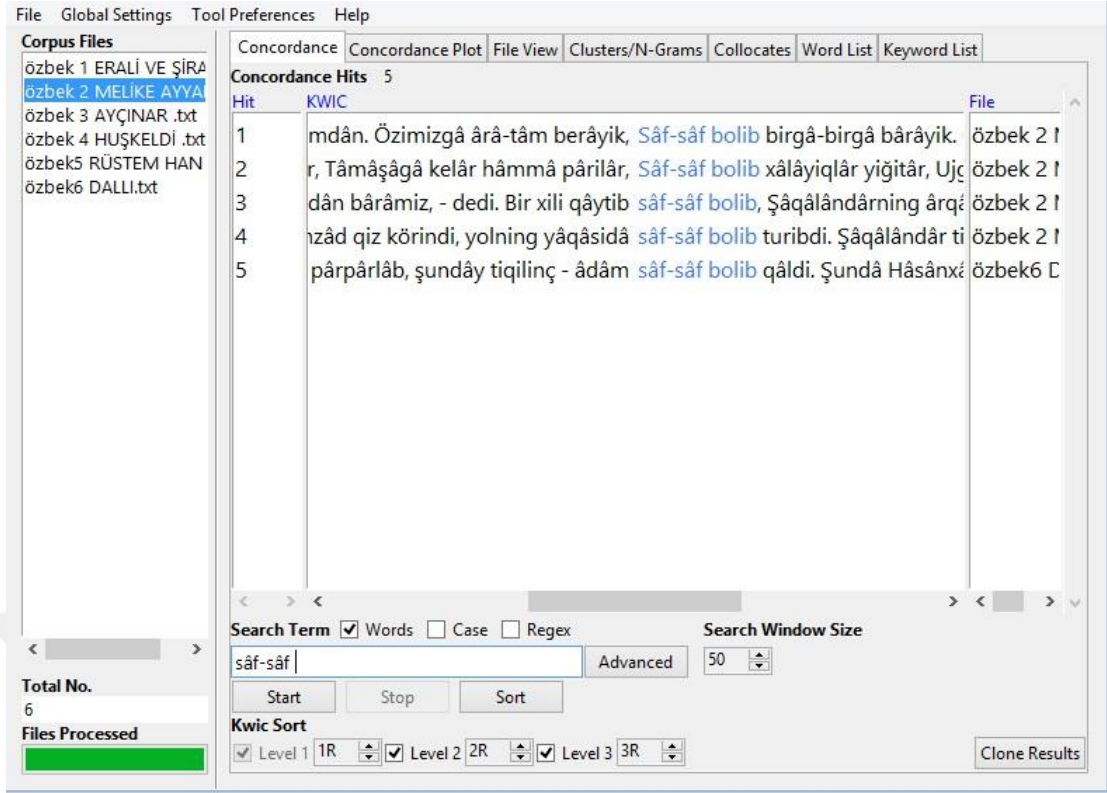 File Global Settings Tool Preferences Help
Corpus Files
özbek 1 ERALİ VE ŞİRA
özbek 2 MELİKE AYYA
özbek 3 AYÇINAR .txt
özbek 4 HUŞKELDİ .txt
özbek5 RÜSTEM HAN
özbek6 DALLI.txt
Total No.
6
Files Processed
Concordance Concordance Plot File View Clusters/N-Grams Collocates Word List Keyword List
Concordance Hits 5
Hit KWIC File
1 mdân. Özimizgâ ârâ-tâm berâyik, Sâf-sâf bolib birgâ-birgâ bârâyik. özbek 2
2 r, Tâmâşâgâ kelâr hâmmâ pârilâr, Sâf-sâf bolib xâlâyiqlâr yiğitâr, Ujg özbek 2
3 dân bârâmiz, - dedi. Bir xili qâytib sâf-sâf bolib, Şâqâlândârning ârqâ özbek 2
4 nzâd qiz körindi, yolning yâqâsidâ sâf-sâf bolib turibdi. Şâqâlândâr ti özbek 2
5 pârpârlâb, şundây tiqilinç - âdâm sâf-sâf bolib qâldi. Şundâ Hâsânxâ özbek6 D
Search Term Words Case Regex Search Window Size
sâf-sâf Advanced 50
Start Stop Sort
Kwic Sort
Level 1 1R Level 2 2R Level 3 3R Clone Results